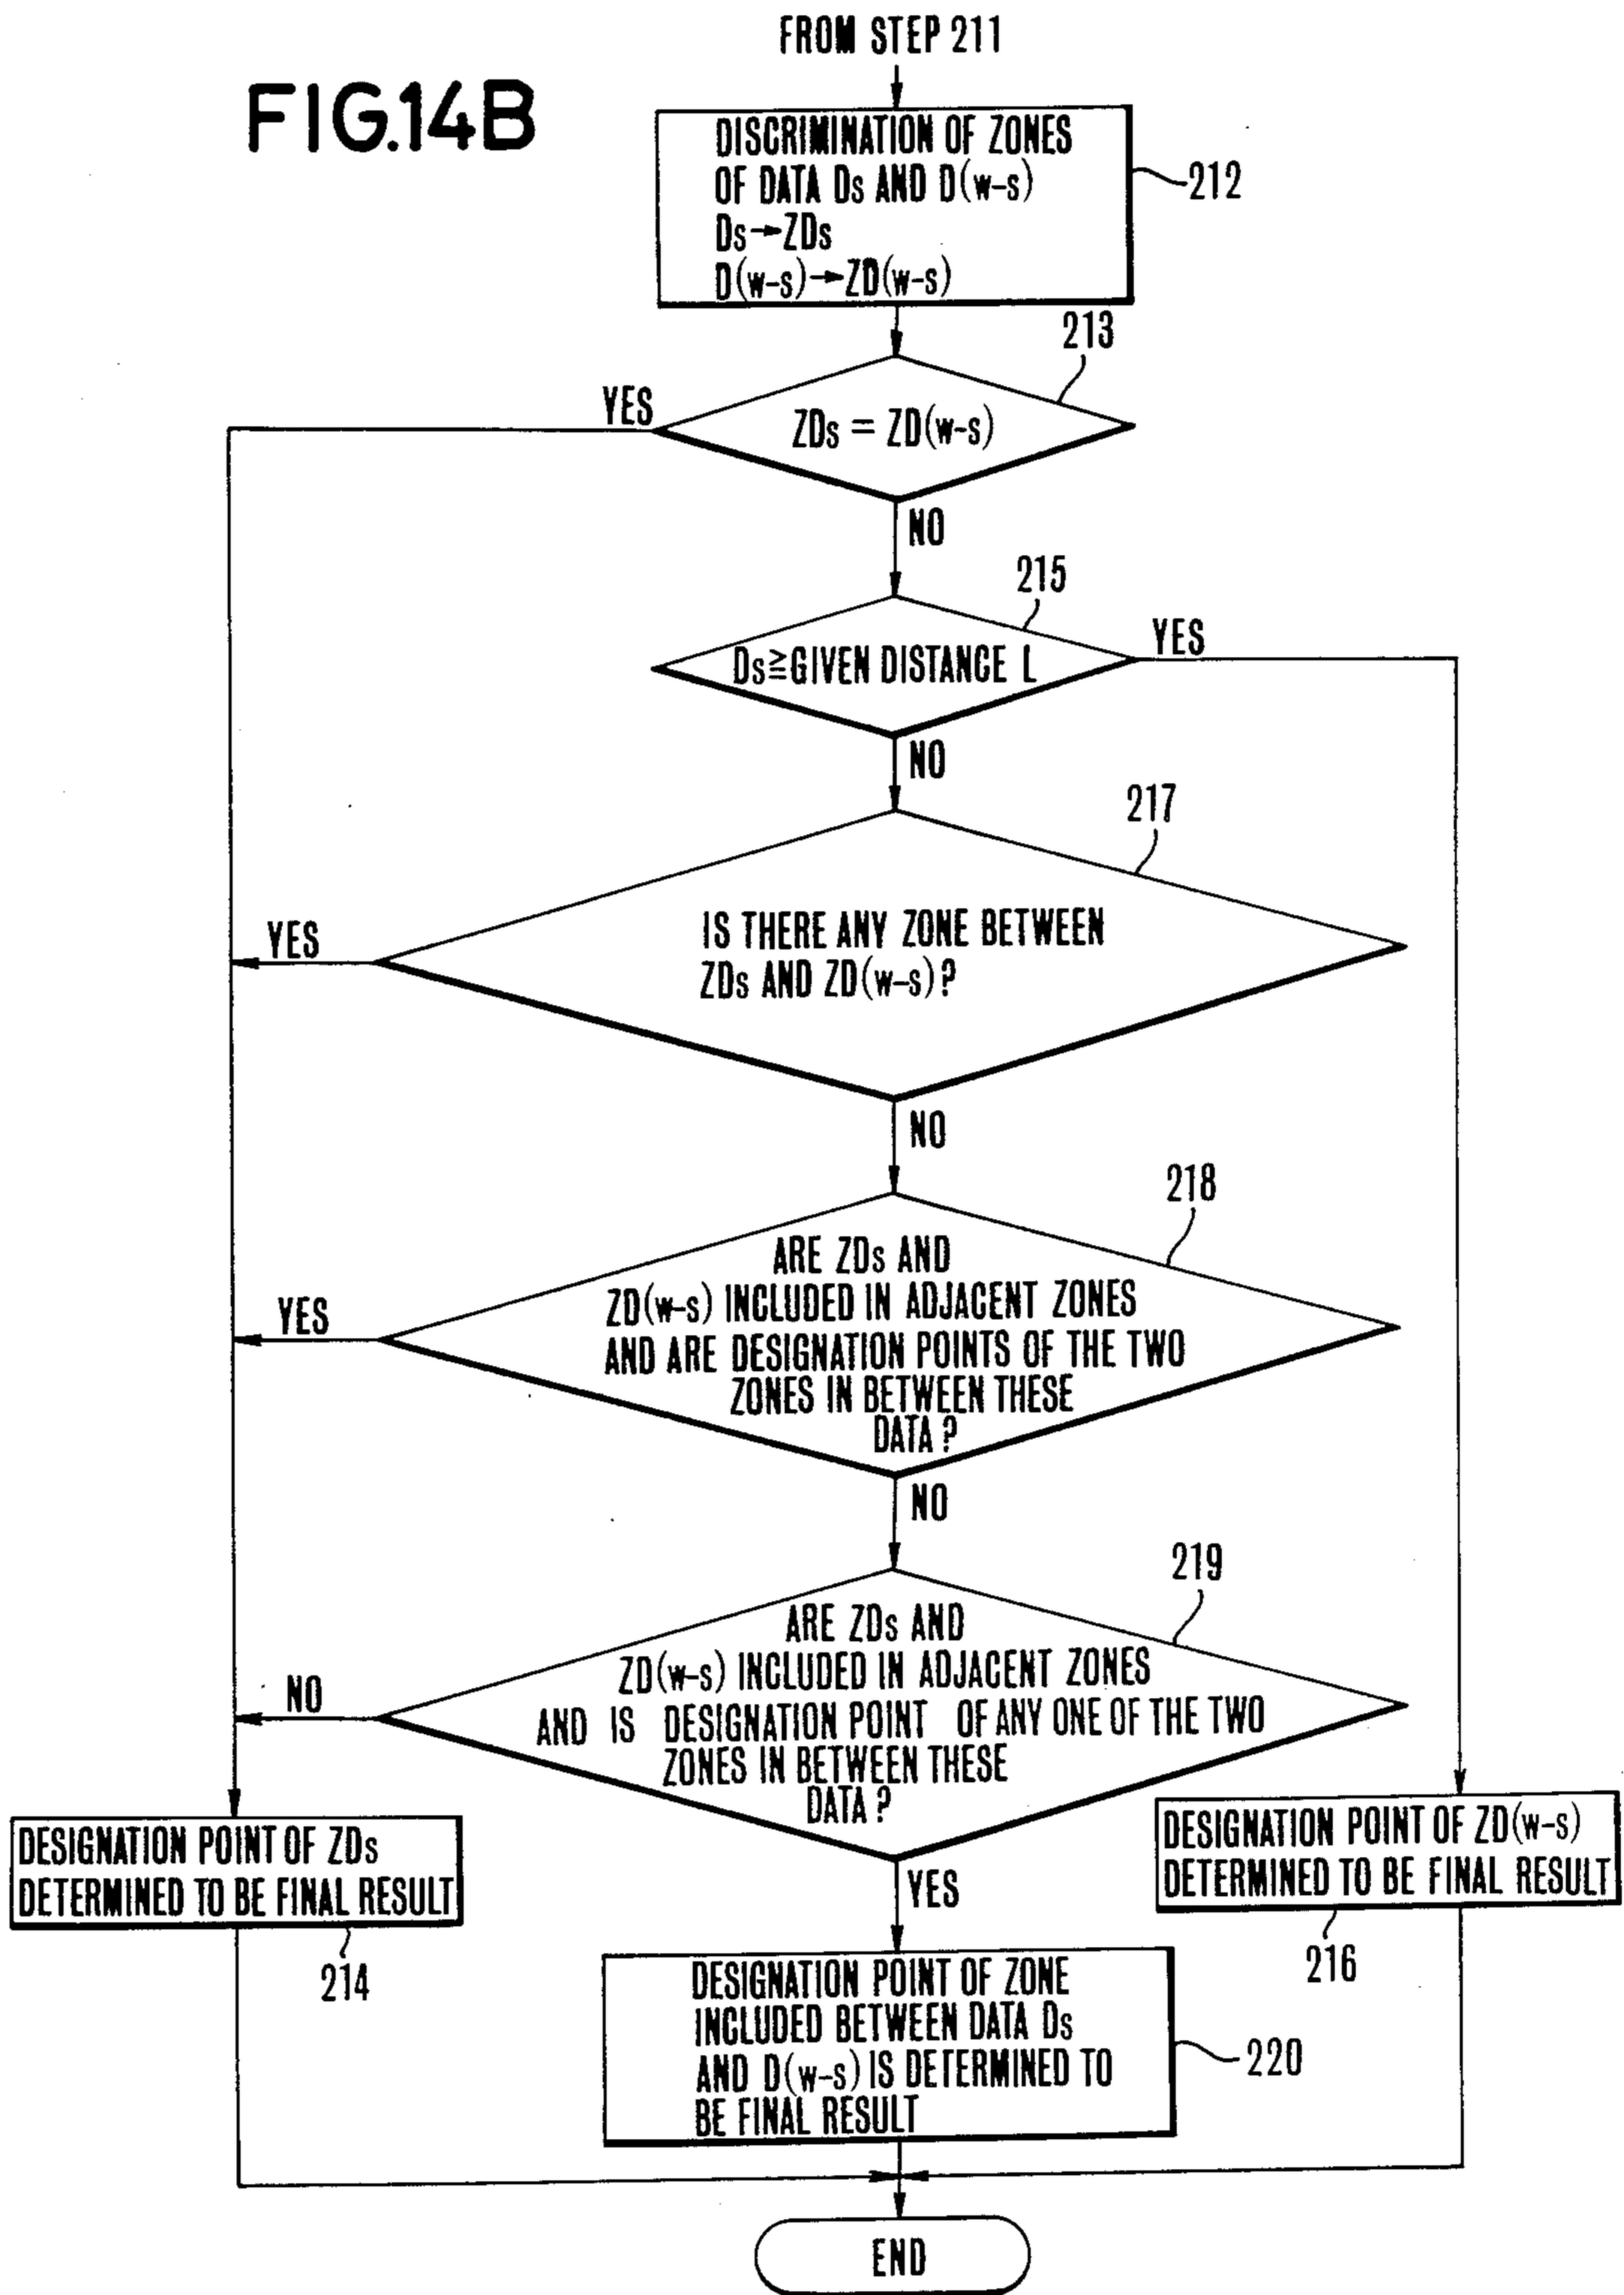 FROM STEP 211
FIG.14B
DISCRIMINATION OF ZONES
OF DATA Ds AND D(w-s)
Ds→ZDs
D(w-s)→ZD(w-s)
212
213
YES
ZDs = ZD(w-s)
NO
215
YES
Ds≧GIVEN DISTANCE L
NO
217
YES
IS THERE ANY ZONE BETWEEN
ZDs AND ZD(w-s)?
NO
218
YES
ARE ZDs AND
ZD(w-s) INCLUDED IN ADJACENT ZONES
AND ARE DESIGNATION POINTS OF THE TWO
ZONES IN BETWEEN THESE
DATA ?
NO
219
NO
ARE ZDs AND
ZD(w-s) INCLUDED IN ADJACENT ZONES
AND IS DESIGNATION POINT OF ANY ONE OF THE TWO
ZONES IN BETWEEN THESE
DATA ?
YES
DESIGNATION POINT OF ZDs
DETERMINED TO BE FINAL RESULT
214
DESIGNATION POINT OF ZD(w-s)
DETERMINED TO BE FINAL RESULT
216
DESIGNATION POINT OF ZONE
INCLUDED BETWEEN DATA Ds
AND D(w-s) IS DETERMINED TO
BE FINAL RESULT
220
END